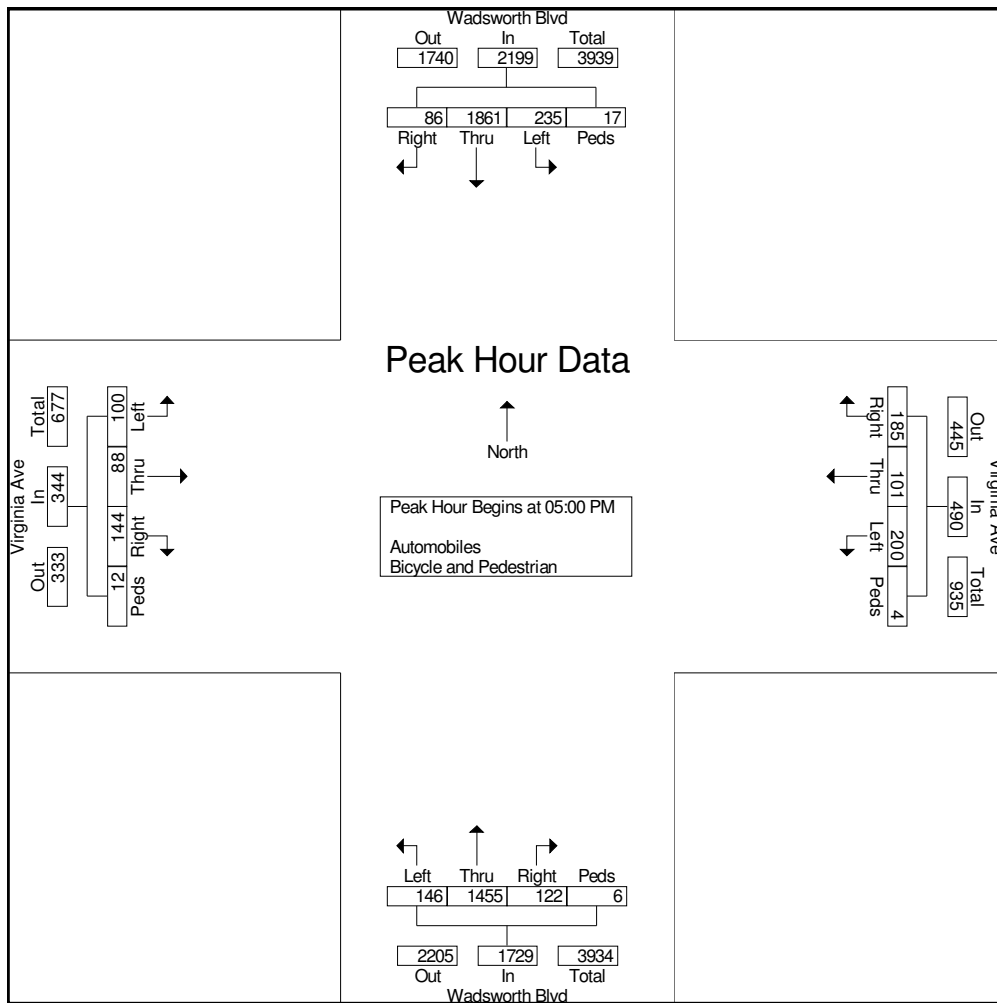 Wadsworth Blvd
Out In Total
1740 2199 3939
86 1861 235 17
Right Thru Left Peds
Peak Hour Data
North
Peak Hour Begins at 05:00 PM
Automobiles
Bicycle and Pedestrian
Virginia Ave
Out In Total
333 344 677
Left Thru Right Peds
100 88 144 12
Virginia Ave
Out In Total
445 490 935
Right Thru Left Peds
185 101 200 4
Left Thru Right Peds
146 1455 122 6
2205 1729 3934
Out In Total
Wadsworth Blvd